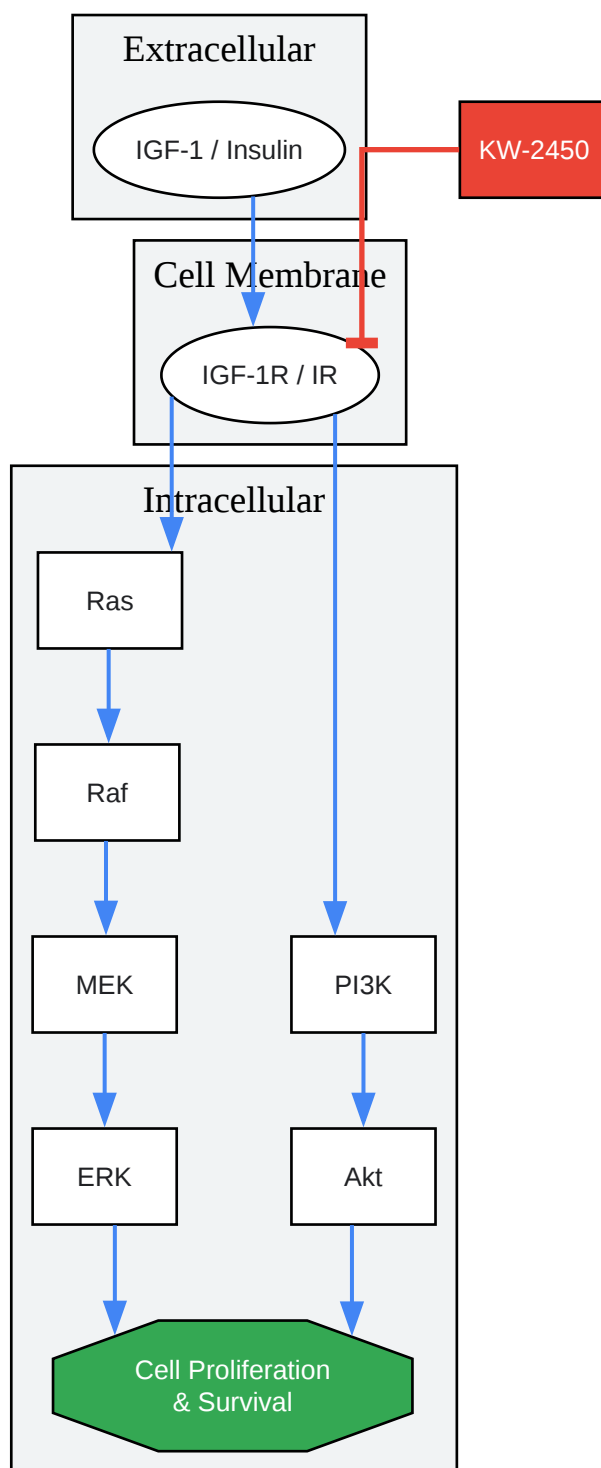 Extracellular
IGF-1 / Insulin
KW-2450
Cell Membrane
IGF-1R / IR
Intracellular
Ras
Raf
MEK
PI3K
ERK
Akt
Cell Proliferation
& Survival